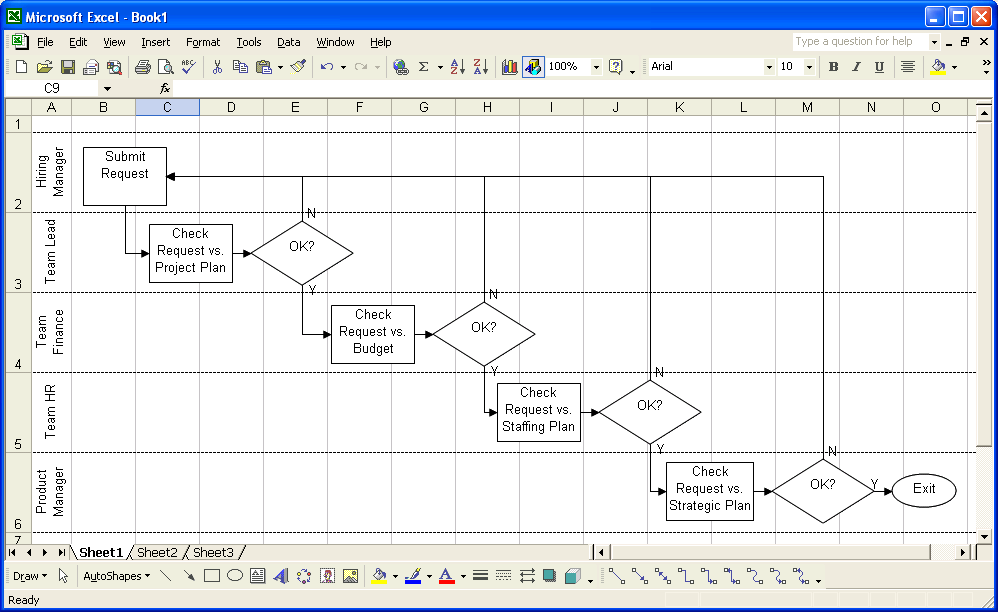 Microsoft Excel - Book1
File Edit View Insert Format Tools Data Window Help
Type a question for help
100%
Arial
10
B I U
C9
fx
A B C D E F G H I J K L M N O
1
Hiring
Manager
Submit
Request
2
N
Team Lead
Check
Request vs.
Project Plan
OK?
3
Y
N
Team
Finance
Check
Request vs.
Budget
OK?
4
Y
N
Team HR
Check
Request vs.
Staffing Plan
OK?
5
Y
N
Product
Manager
Check
Request vs.
Strategic Plan
OK?
Y
Exit
6
7
Sheet1 Sheet2 Sheet3
Draw AutoShapes
Ready